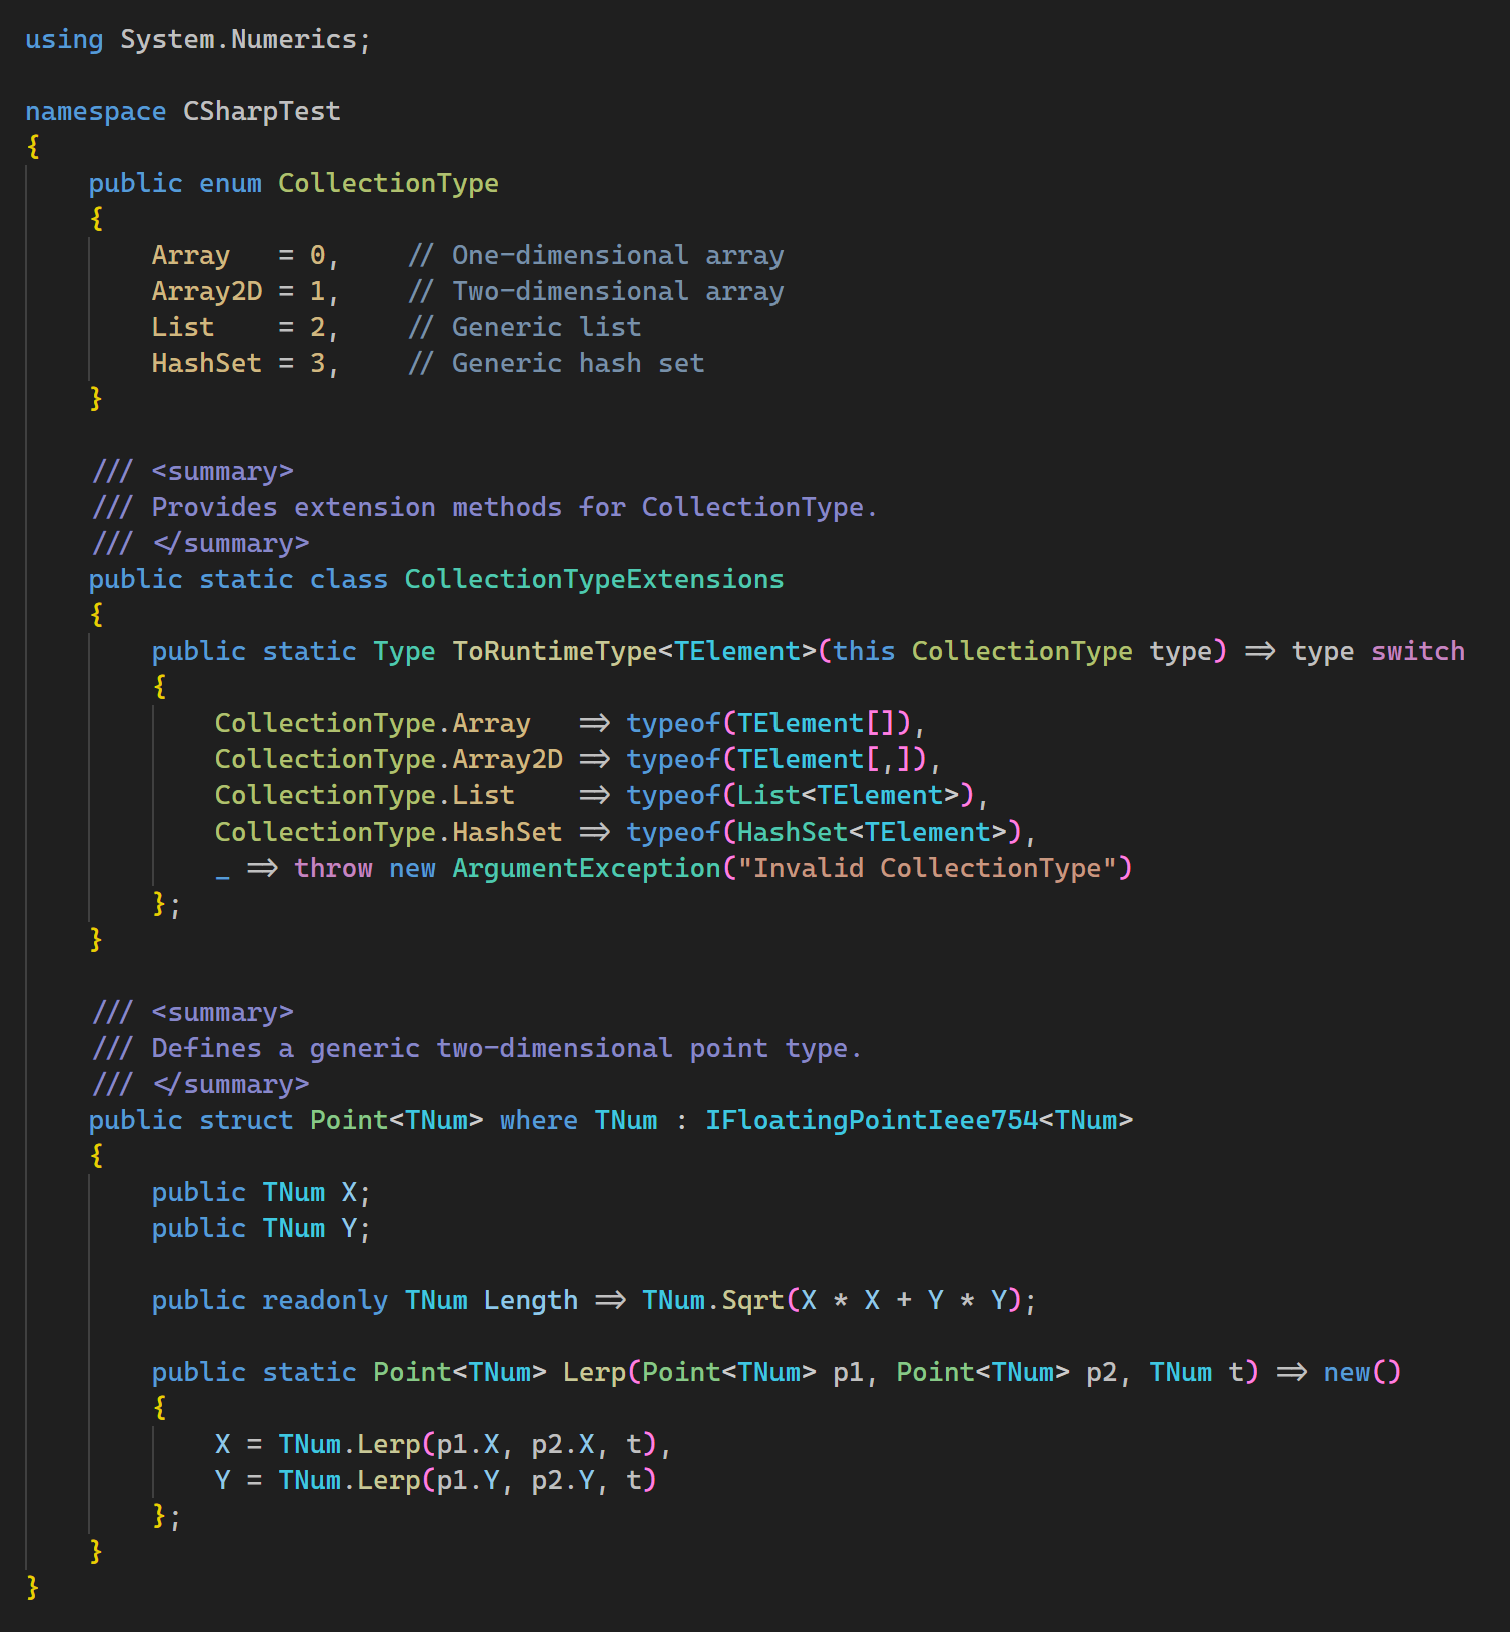 using System.Numerics;

namespace CSharpTest
{
    public enum CollectionType
    {
        Array   = 0,    // One-dimensional array
        Array2D = 1,    // Two-dimensional array
        List    = 2,    // Generic list
        HashSet = 3,    // Generic hash set
    }

    /// <summary>
    /// Provides extension methods for CollectionType.
    /// </summary>
    public static class CollectionTypeExtensions
    {
        public static Type ToRuntimeType<TElement>(this CollectionType type) => type switch
        {
            CollectionType.Array   => typeof(TElement[]),
            CollectionType.Array2D => typeof(TElement[,]),
            CollectionType.List    => typeof(List<TElement>),
            CollectionType.HashSet => typeof(HashSet<TElement>),
            _ => throw new ArgumentException("Invalid CollectionType")
        };
    }

    /// <summary>
    /// Defines a generic two-dimensional point type.
    /// </summary>
    public struct Point<TNum> where TNum : IFloatingPointIeee754<TNum>
    {
        public TNum X;
        public TNum Y;

        public readonly TNum Length => TNum.Sqrt(X * X + Y * Y);

        public static Point<TNum> Lerp(Point<TNum> p1, Point<TNum> p2, TNum t) => new()
        {
            X = TNum.Lerp(p1.X, p2.X, t),
            Y = TNum.Lerp(p1.Y, p2.Y, t)
        };
    }
}